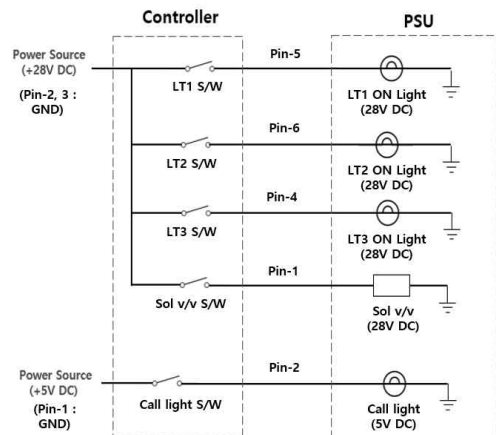 Controller
PSU
Power Source
(+28V DC)
(Pin-2, 3 :
GND)
Pin-5
LT1 S/W
LT1 ON Light
(28V DC)
Pin-6
LT2 S/W
LT2 ON Light
(28V DC)
Pin-4
LT3 S/W
LT3 ON Light
(28V DC)
Pin-1
Sol v/v S/W
Sol v/v
(28V DC)
Power Source
(+5V DC)
(Pin-1 :
GND)
Pin-2
Call light S/W
Call light
(5V DC)